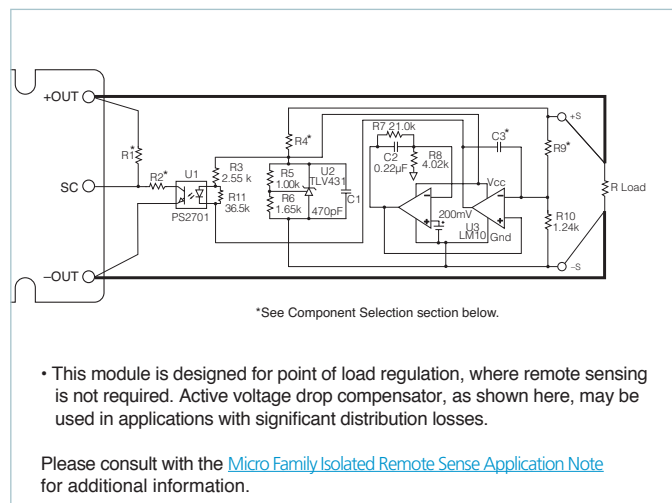 +OUT
SC
–OUT
R1*
R2*
U1
PS2701
R3
2.55 k
R11
36.5k
R4*
R5
1.00k
R6
1.65k
U2
TLV431
470pF
C1
R7 21.0k
C2
0.22µF
R8
4.02k
C3*
Vcc
200mV
U3
LM10
Gnd
R9*
R10
1.24k
+S
–S
R Load
*See Component Selection section below.
• This module is designed for point of load regulation, where remote sensing
is not required. Active voltage drop compensator, as shown here, may be
used in applications with significant distribution losses.
Please consult with the Micro Family Isolated Remote Sense Application Note
for additional information.